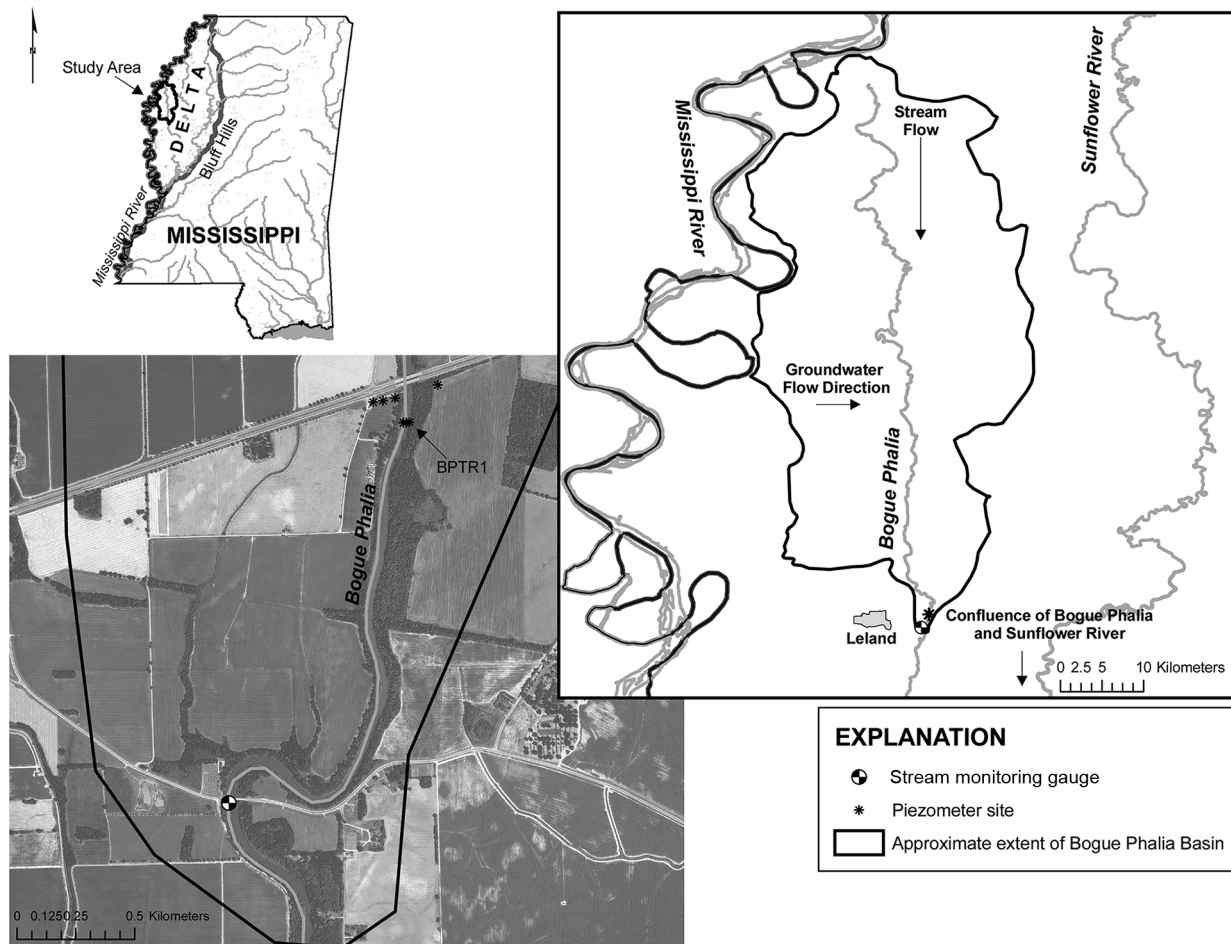 N
Study Area
DELTA
Bluff Hills
Mississippi River
MISSISSIPPI
Mississippi River
Sunflower River
Stream
Flow
Groundwater
Flow Direction
Bogue Phalia
Leland
Confluence of Bogue Phalia
and Sunflower River
0 2.5 5 10 Kilometers
BPTR1
Bogue Phalia
0 0.125 0.25 0.5 Kilometers
EXPLANATION
Stream monitoring gauge
Piezometer site
Approximate extent of Bogue Phalia Basin